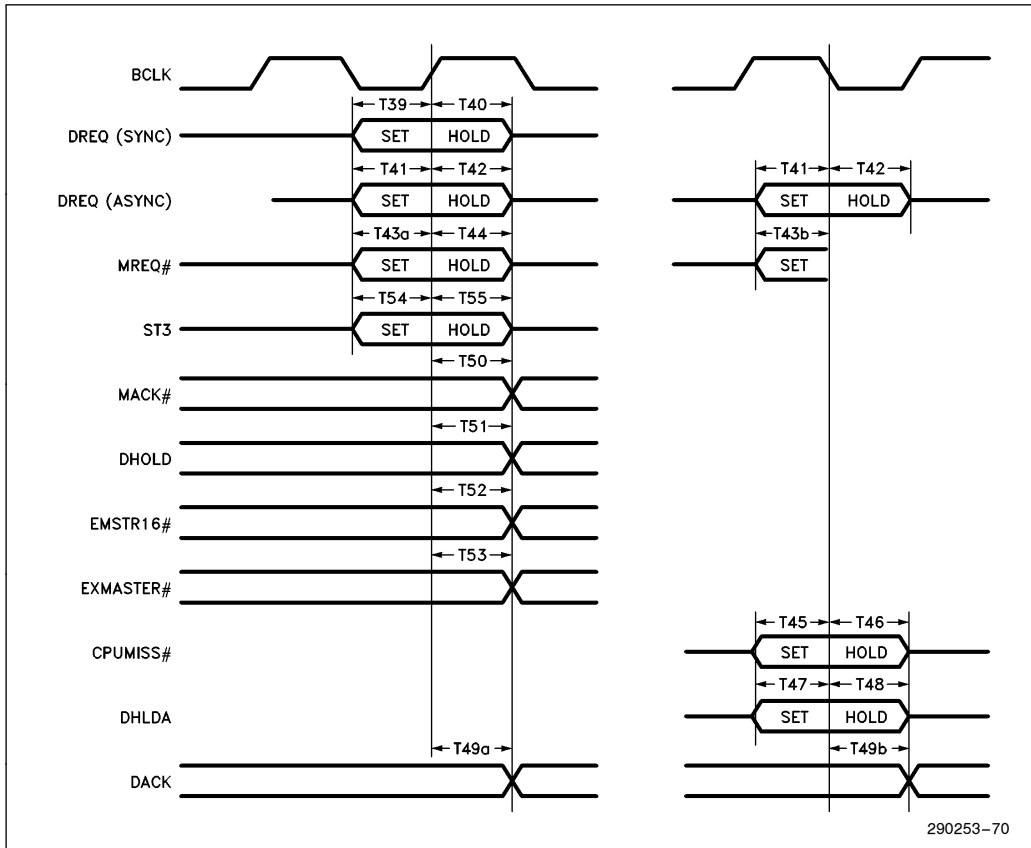 BCLK
T39 T40
DREQ (SYNC) SET HOLD
T41 T42 T41 T42
DREQ (ASYNC) SET HOLD SET HOLD
T43a T44 T43b
MREQ# SET HOLD SET
T54 T55
ST3 SET HOLD
T50
MACK#
T51
DHOLD
T52
EMSTR16#
T53
EXMASTER#
T45 T46
CPUMISS# SET HOLD
T47 T48
DHLDA SET HOLD
T49a T49b
DACK
290253-70